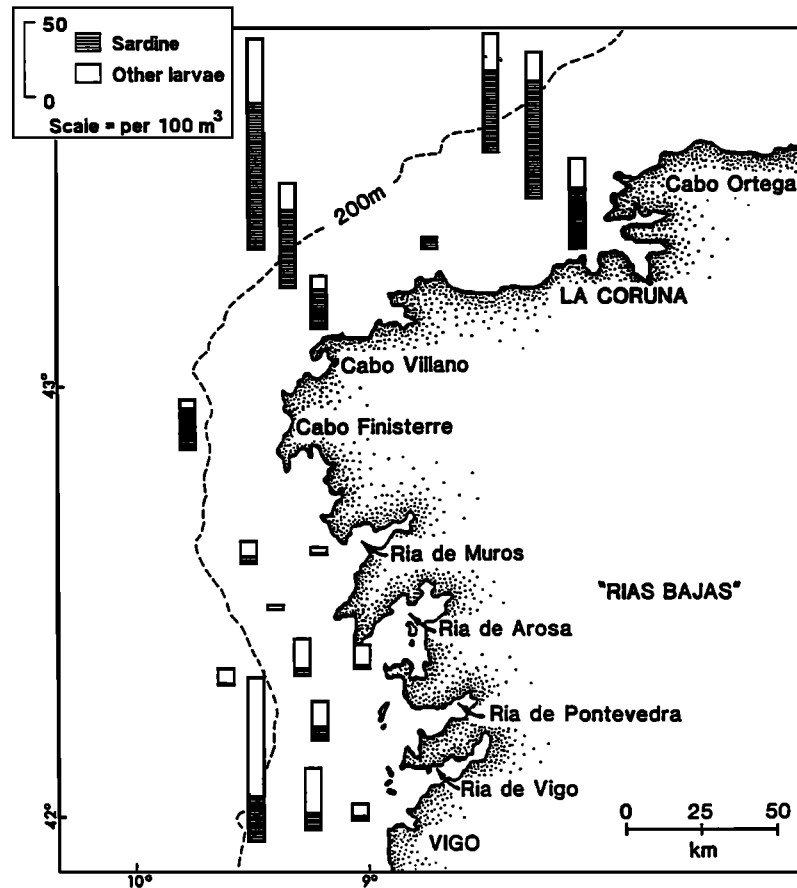 50
Sardine
Other larvae
0
Scale = per 100 m³
200m
Cabo Ortega
LA CORUNA
Cabo Villano
43°
Cabo Finisterre
Ria de Muros
"RIAS BAJAS"
Ria de Arosa
Ria de Pontevedra
Ria de Vigo
42°
0 25 50
km
VIGO
10° 9°